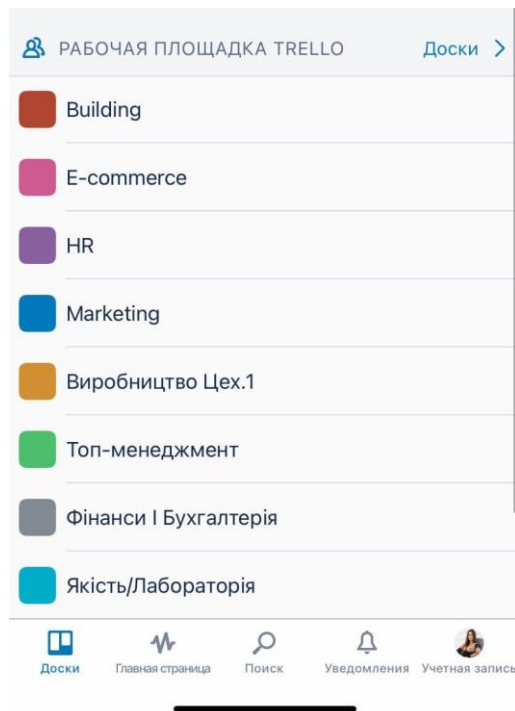 РАБОЧАЯ ПЛОЩАДКА TRELLO Доски
Building
E-commerce
HR
Marketing
Виробництво Цех.1
Топ-менеджмент
Фінанси І Бухгалтерія
Якість/Лабораторія
Доски Главная страница Поиск Уведомления Учетная запись